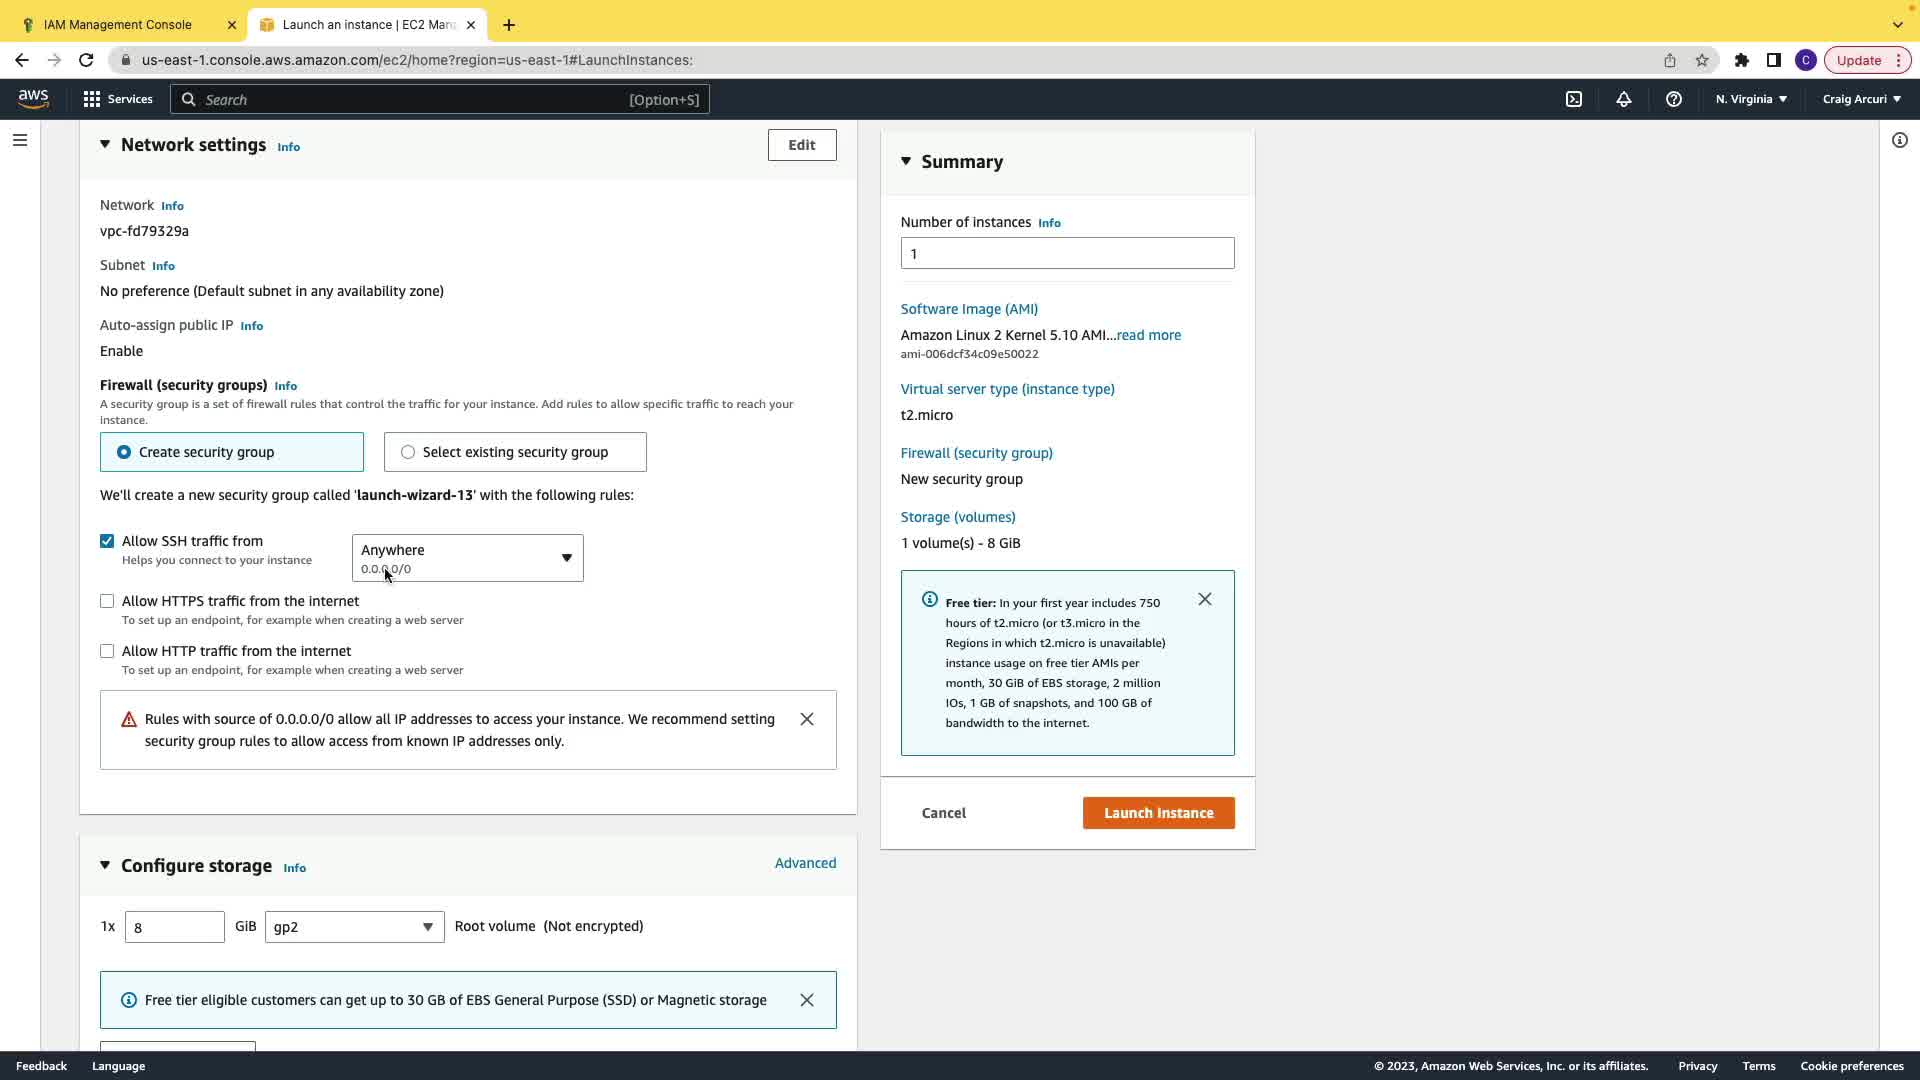 IAM Management Console
Launch an instance | EC2 Man
us-east-1.console.aws.amazon.com/ec2/home?region=us-east-1#LaunchInstances:
C
Update
aws
Services
Search
[Option+S]
N. Virginia
Craig Arcuri
Network settings Info
Edit
Network Info
vpc-fd79329a
Subnet Info
No preference (Default subnet in any availability zone)
Auto-assign public IP Info
Enable
Firewall (security groups) Info
A security group is a set of firewall rules that control the traffic for your instance. Add rules to allow specific traffic to reach your
instance.
Create security group
Select existing security group
We'll create a new security group called 'launch-wizard-13' with the following rules:
Allow SSH traffic from
Helps you connect to your instance
Anywhere
0.0.0.0/0
Allow HTTPS traffic from the internet
To set up an endpoint, for example when creating a web server
Allow HTTP traffic from the internet
To set up an endpoint, for example when creating a web server
Rules with source of 0.0.0.0/0 allow all IP addresses to access your instance. We recommend setting
security group rules to allow access from known IP addresses only.
Configure storage Info
Advanced
1x 8 GiB gp2 Root volume (Not encrypted)
Free tier eligible customers can get up to 30 GB of EBS General Purpose (SSD) or Magnetic storage
Summary
Number of instances Info
1
Software Image (AMI)
Amazon Linux 2 Kernel 5.10 AMI...read more
ami-006dcf34c09e50022
Virtual server type (instance type)
t2.micro
Firewall (security group)
New security group
Storage (volumes)
1 volume(s) - 8 GiB
Free tier: In your first year includes 750
hours of t2.micro (or t3.micro in the
Regions in which t2.micro is unavailable)
instance usage on free tier AMIs per
month, 30 GiB of EBS storage, 2 million
IOs, 1 GB of snapshots, and 100 GB of
bandwidth to the internet.
Cancel
Launch instance
Feedback
Language
© 2023, Amazon Web Services, Inc. or its affiliates.
Privacy
Terms
Cookie preferences